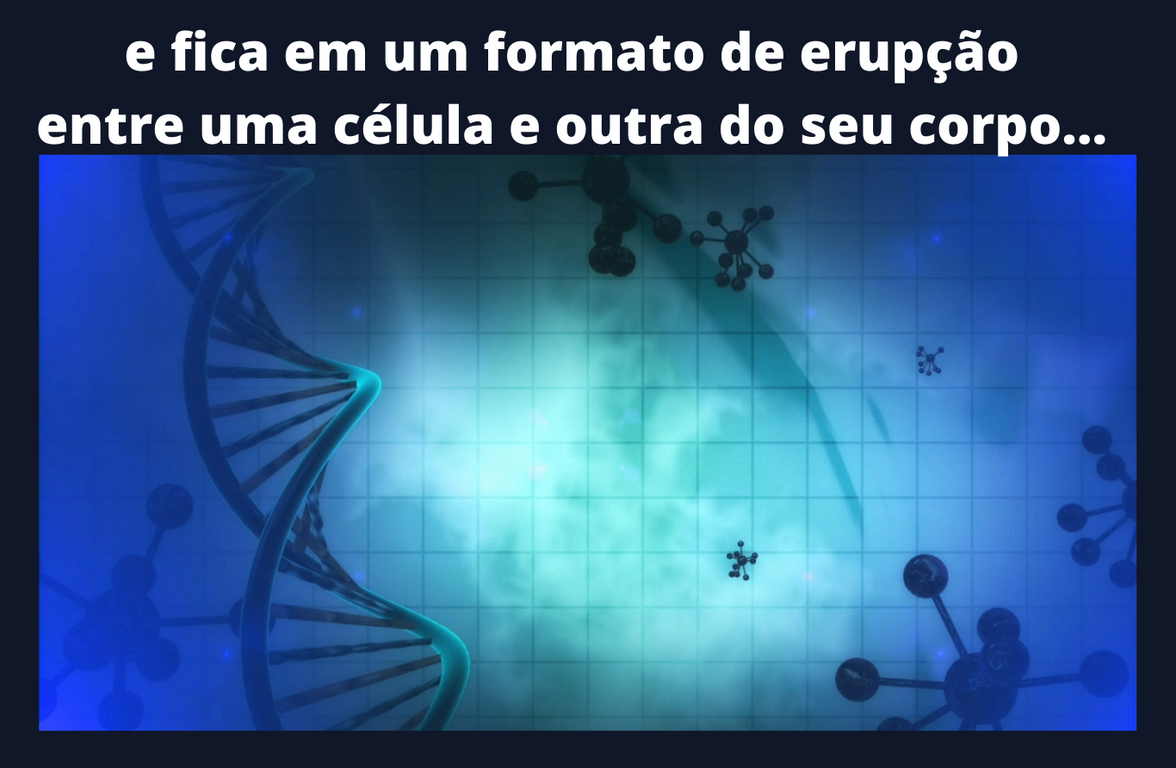 e fica em um formato de erupção
entre uma célula e outra do seu corpo...